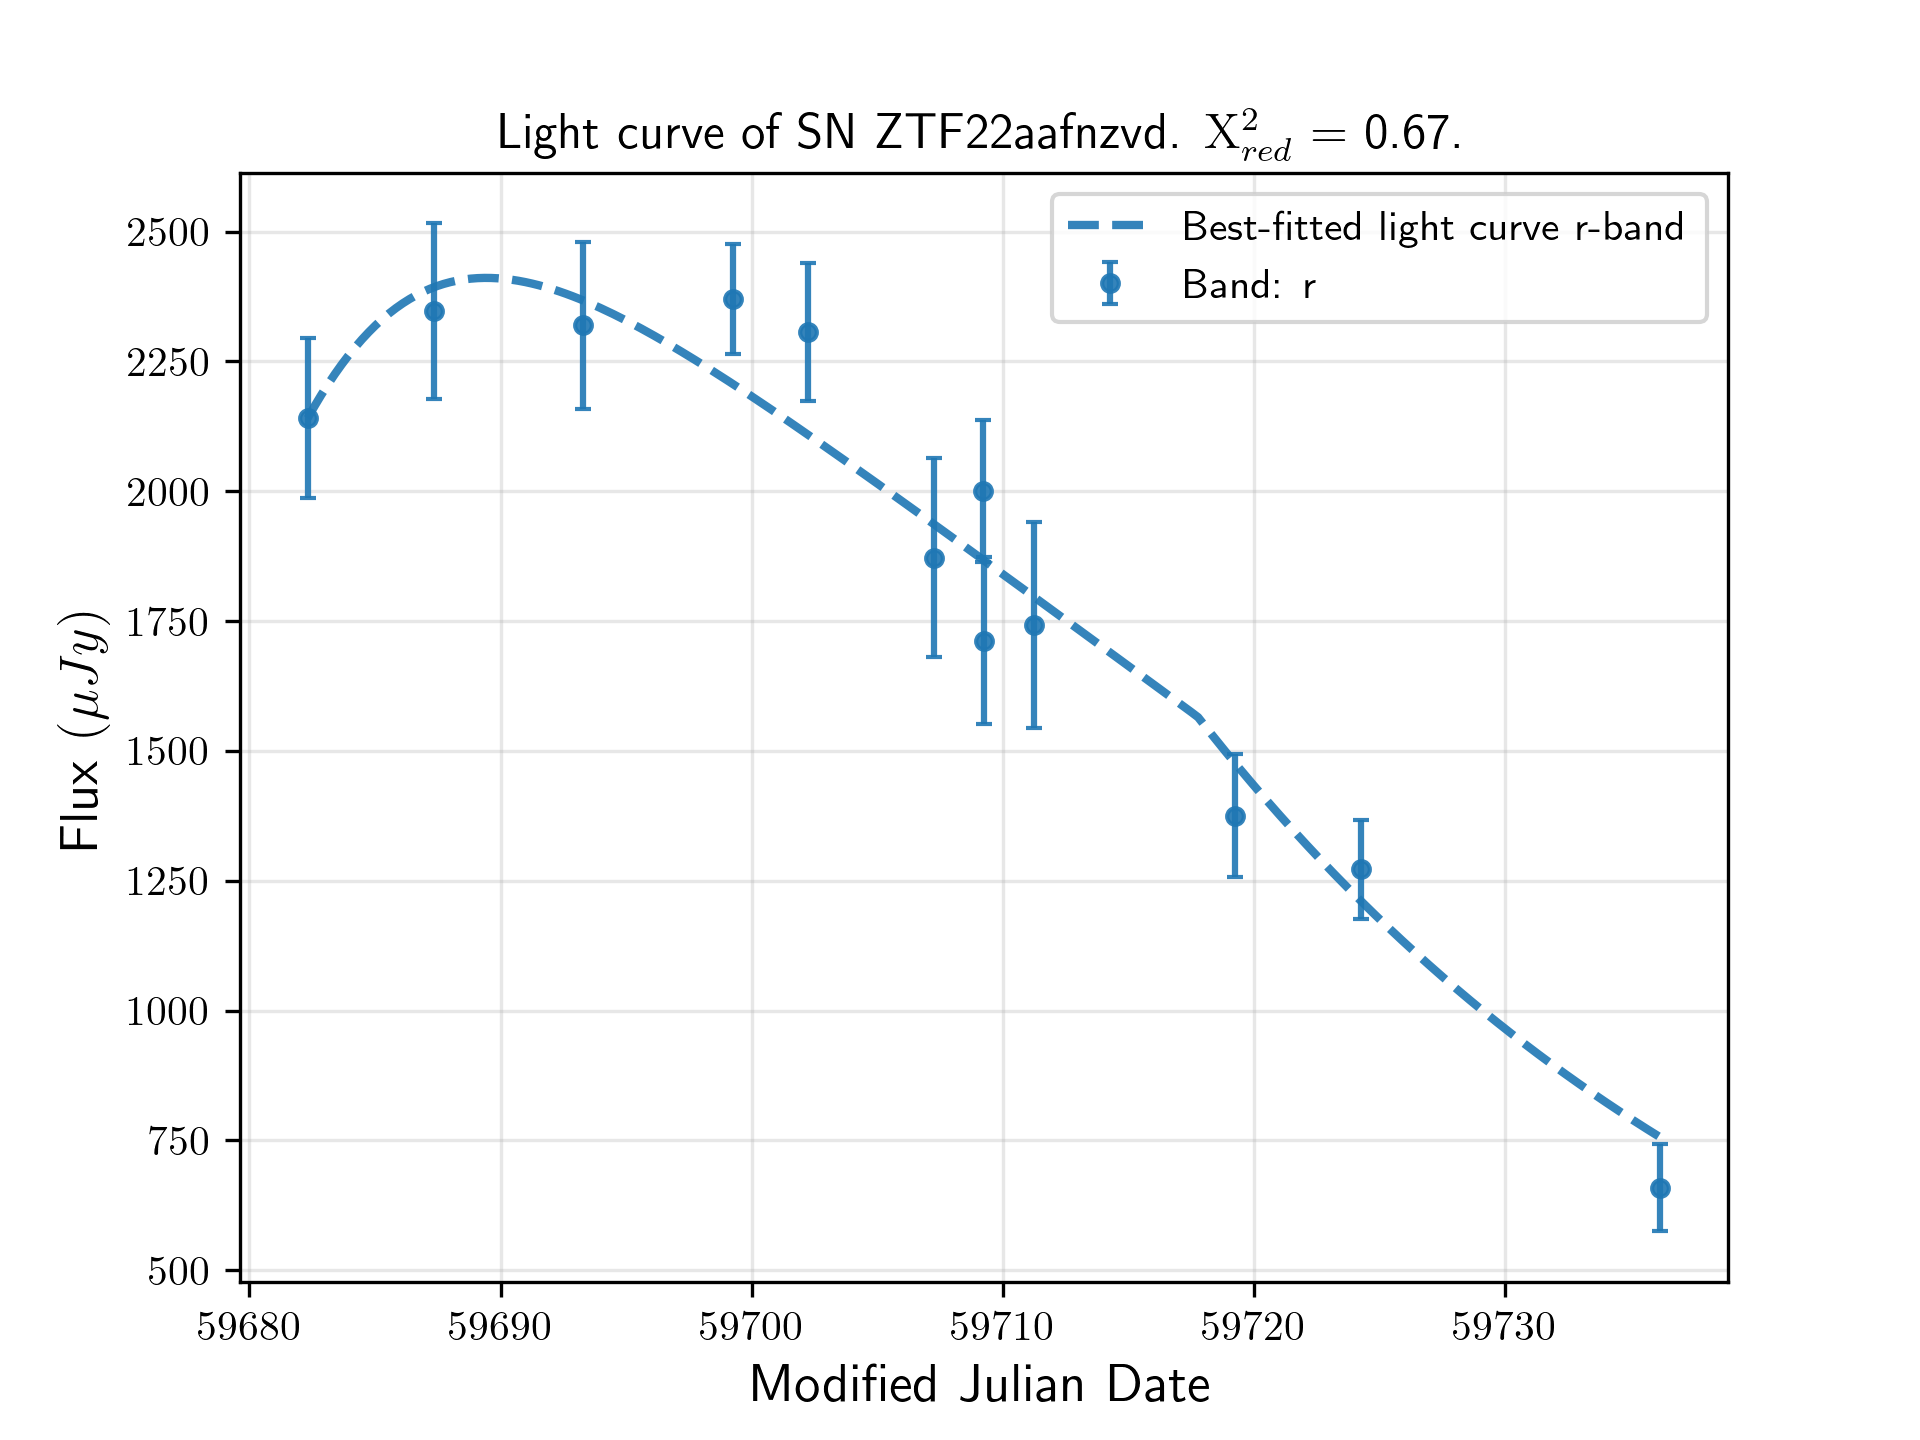 Light curve of SN ZTF22aafnzvd. X²_red = 0.67.
Best-fitted light curve r-band
Band: r
Flux (μJy)
2500
2250
2000
1750
1500
1250
1000
750
500
59680 59690 59700 59710 59720 59730
Modified Julian Date